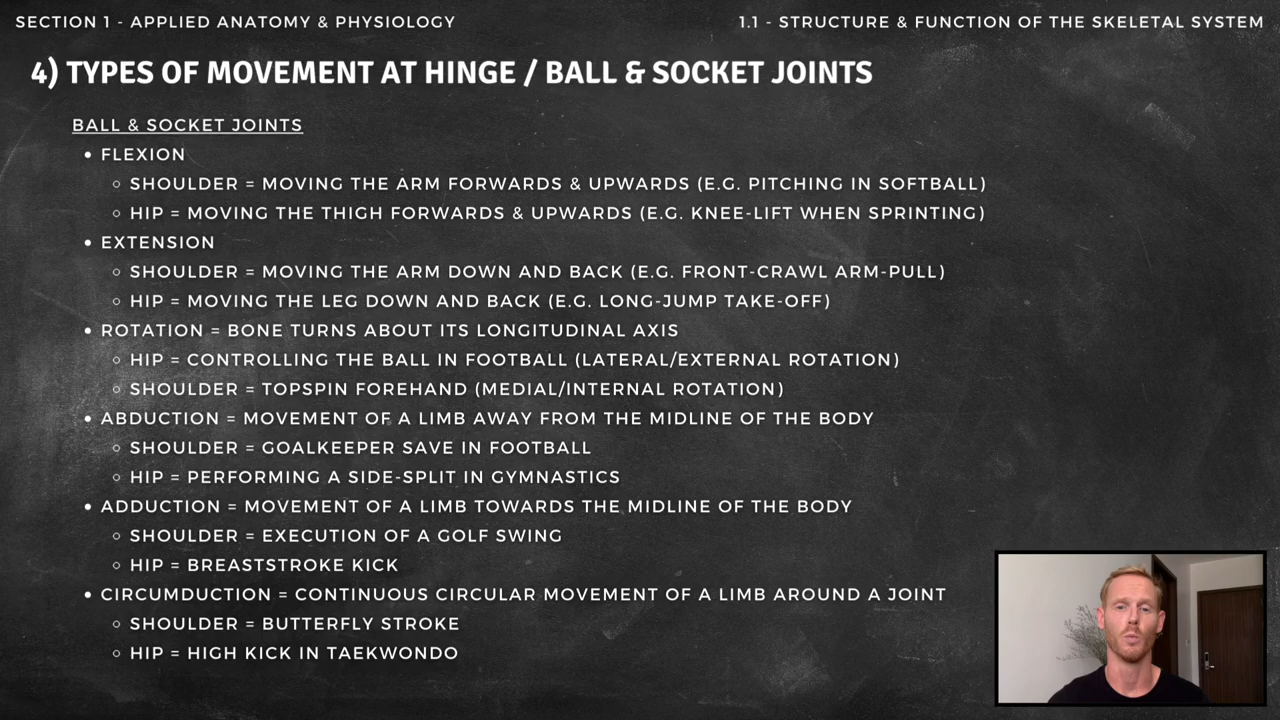 SECTION 1 - APPLIED ANATOMY & PHYSIOLOGY
1.1 - STRUCTURE & FUNCTION OF THE SKELETAL SYSTEM
4) TYPES OF MOVEMENT AT HINGE / BALL & SOCKET JOINTS
BALL & SOCKET JOINTS
• FLEXION
○ SHOULDER = MOVING THE ARM FORWARDS & UPWARDS (E.G. PITCHING IN SOFTBALL)
○ HIP = MOVING THE THIGH FORWARDS & UPWARDS (E.G. KNEE-LIFT WHEN SPRINTING)
• EXTENSION
○ SHOULDER = MOVING THE ARM DOWN AND BACK (E.G. FRONT-CRAWL ARM-PULL)
○ HIP = MOVING THE LEG DOWN AND BACK (E.G. LONG-JUMP TAKE-OFF)
• ROTATION = BONE TURNS ABOUT ITS LONGITUDINAL AXIS
○ HIP = CONTROLLING THE BALL IN FOOTBALL (LATERAL/EXTERNAL ROTATION)
○ SHOULDER = TOPSPIN FOREHAND (MEDIAL/INTERNAL ROTATION)
• ABDUCTION = MOVEMENT OF A LIMB AWAY FROM THE MIDLINE OF THE BODY
○ SHOULDER = GOALKEEPER SAVE IN FOOTBALL
○ HIP = PERFORMING A SIDE-SPLIT IN GYMNASTICS
• ADDUCTION = MOVEMENT OF A LIMB TOWARDS THE MIDLINE OF THE BODY
○ SHOULDER = EXECUTION OF A GOLF SWING
○ HIP = BREASTSTROKE KICK
• CIRCUMDUCTION = CONTINUOUS CIRCULAR MOVEMENT OF A LIMB AROUND A JOINT
○ SHOULDER = BUTTERFLY STROKE
○ HIP = HIGH KICK IN TAEKWONDO